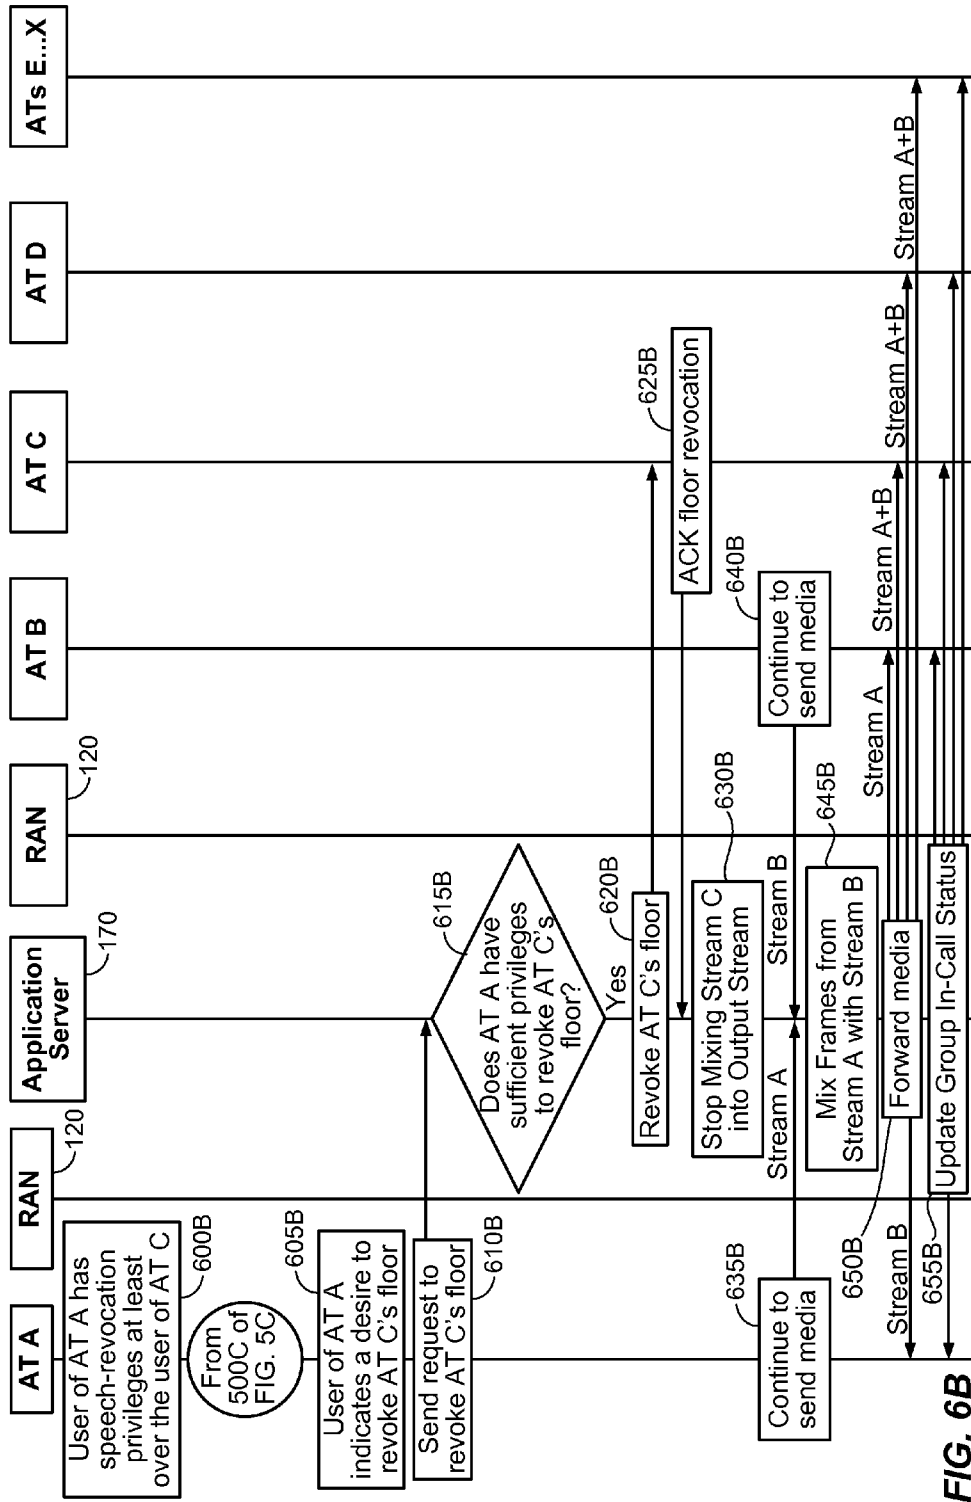 AT A
RAN
120
Application
Server
170
RAN
120
AT B
AT C
AT D
ATs E...X
User of AT A has
speech-revocation
privileges at least
over the user of AT C
600B
From
500C of
FIG. 5C
User of AT A
indicates a desire to
revoke AT C's floor
605B
Send request to
revoke AT C's floor
610B
Does AT A have
sufficient privileges
to revoke AT C's
floor?
615B
Yes
Revoke AT C's floor
620B
ACK floor revocation
625B
Stop Mixing Stream C
into Output Stream
630B
Continue to
send media
635B
Stream A
Stream B
Continue to
send media
640B
Mix Frames from
Stream A with Stream B
645B
Forward media
650B
Stream B
Stream A
Stream A+B
Stream A+B
Stream A+B
Update Group In-Call Status
655B
FIG. 6B